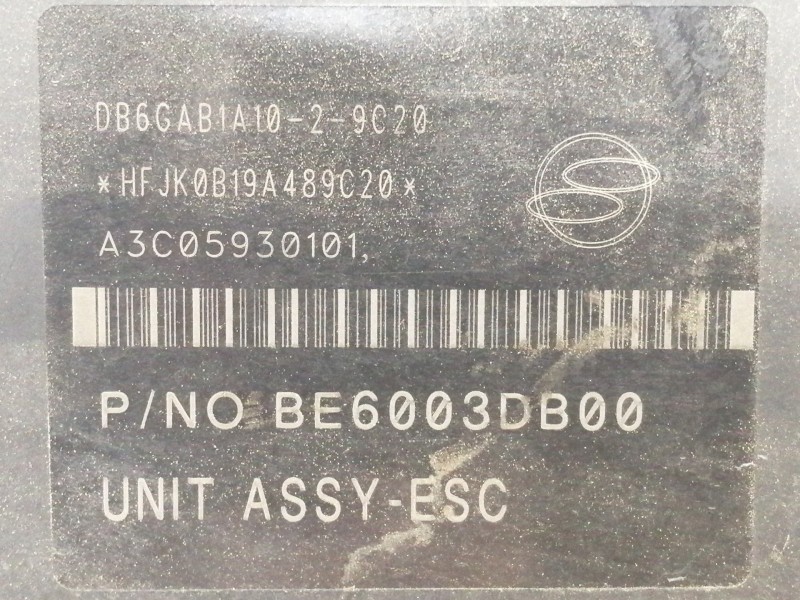 DB6GAB1A10-2-9C20
*HFJK0B19A489C20*
A3C05930101,
P/NO BE6003DB00
UNIT ASSY-ESC